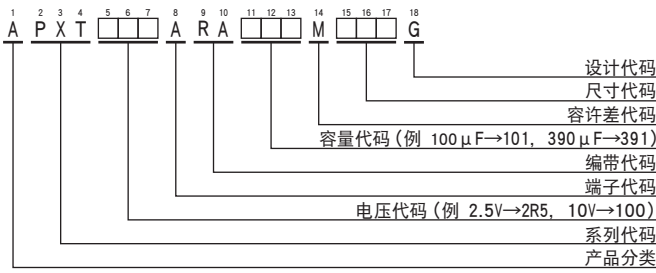 1 2 3 4 5 6 7 8 9 10 11 12 13 14 15 16 17 18
A P X T □□□ A R A □□□ M □□□ G
设计代码
尺寸代码
容许差代码
容量代码(例 100μF→101, 390μF→391)
编带代码
端子代码
电压代码(例 2.5V→2R5, 10V→100)
系列代码
产品分类